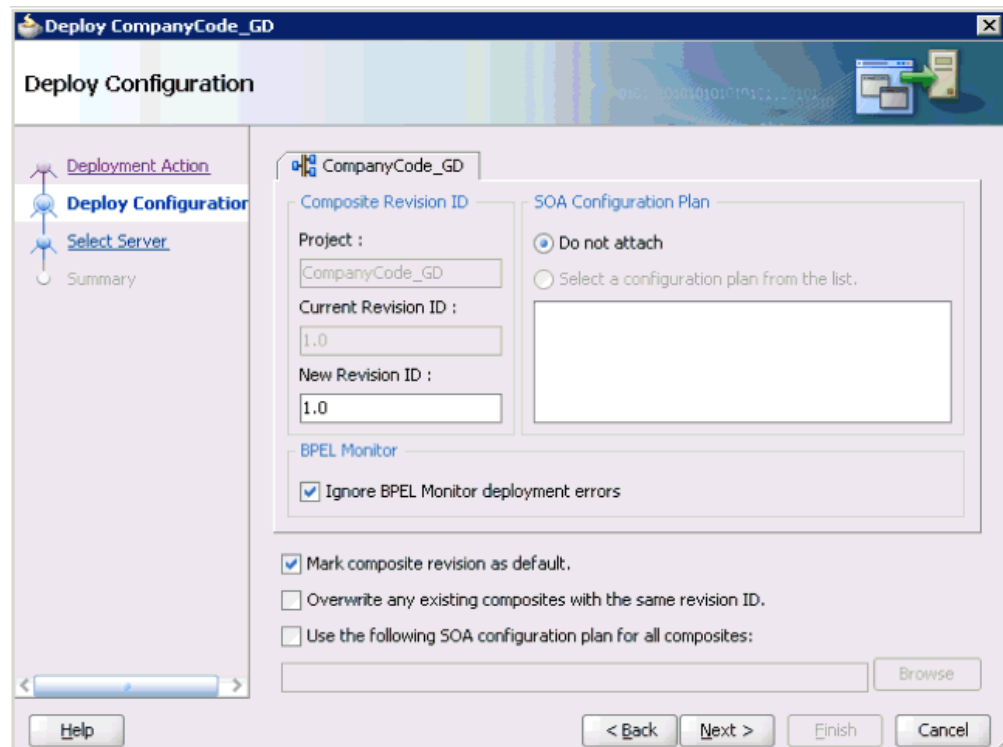 Deploy CompanyCode_GD
Deploy Configuration
Deployment Action
Deploy Configuration
Select Server
Summary
CompanyCode_GD
Composite Revision ID
Project :
CompanyCode_GD
Current Revision ID :
1.0
New Revision ID :
1.0
SOA Configuration Plan
Do not attach
Select a configuration plan from the list.
BPEL Monitor
Ignore BPEL Monitor deployment errors
Mark composite revision as default.
Overwrite any existing composites with the same revision ID.
Use the following SOA configuration plan for all composites:
Browse
Help
< Back
Next >
Finish
Cancel